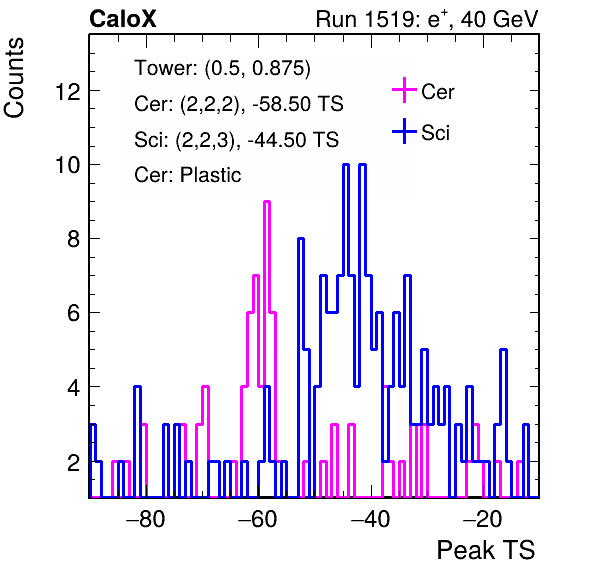 CaloX Run 1519: e⁺, 40 GeV
Counts
Tower: (0.5, 0.875)
Cer: (2,2,2), -58.50 TS
Sci: (2,2,3), -44.50 TS
Cer: Plastic
Cer
Sci
12
10
8
6
4
2
−80 −60 −40 −20
Peak TS